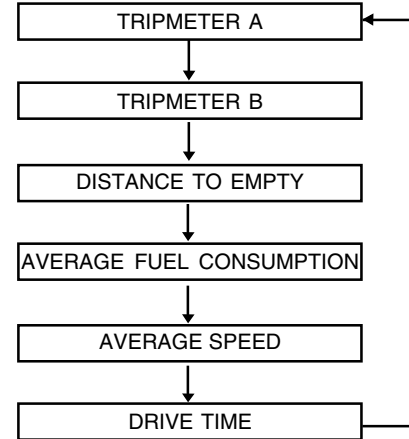 TRIPMETER A
TRIPMETER B
DISTANCE TO EMPTY
AVERAGE FUEL CONSUMPTION
AVERAGE SPEED
DRIVE TIME